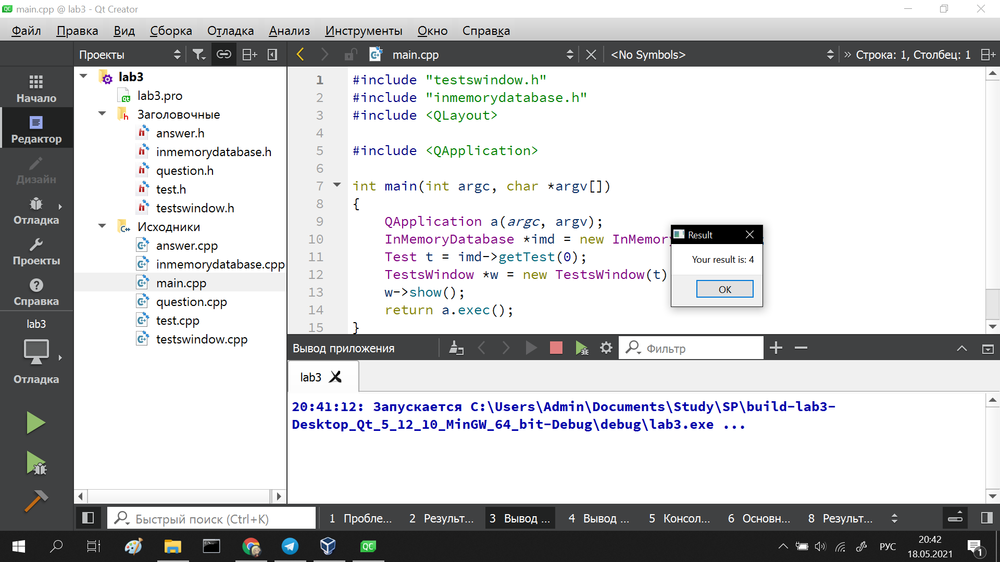 main.cpp @ lab3 - Qt Creator
Файл Правка Вид Сборка Отладка Анализ Инструменты Окно Справка
Проекты
main.cpp
<No Symbols>
» Строка: 1, Столбец: 1
Начало
Редактор
Дизайн
Отладка
Проекты
Справка
lab3
Отладка
lab3
lab3.pro
Заголовочные
answer.h
inmemorydatabase.h
question.h
test.h
testswindow.h
Исходники
answer.cpp
inmemorydatabase.cpp
main.cpp
question.cpp
test.cpp
testswindow.cpp
1 #include "testswindow.h"
2 #include "inmemorydatabase.h"
3 #include <QLayout>
4
5 #include <QApplication>
6
7 int main(int argc, char *argv[])
8 {
9 QApplication a(argc, argv);
10 InMemoryDatabase *imd = new InMemory
11 Test t = imd->getTest(0);
12 TestsWindow *w = new TestsWindow(t)
13 w->show();
14 return a.exec();
15 }
Result
Your result is: 4
OK
Вывод приложения
Фильтр
lab3
20:41:12: Запускается C:\Users\Admin\Documents\Study\SP\build-lab3-
Desktop_Qt_5_12_10_MinGW_64_bit-Debug\debug\lab3.exe ...
Быстрый поиск (Ctrl+K)
1 Пробле... 2 Результ... 3 Вывод ... 4 Вывод ... 5 Консол... 6 Основн... 8 Результ...
РУС
20:42
18.05.2021
1